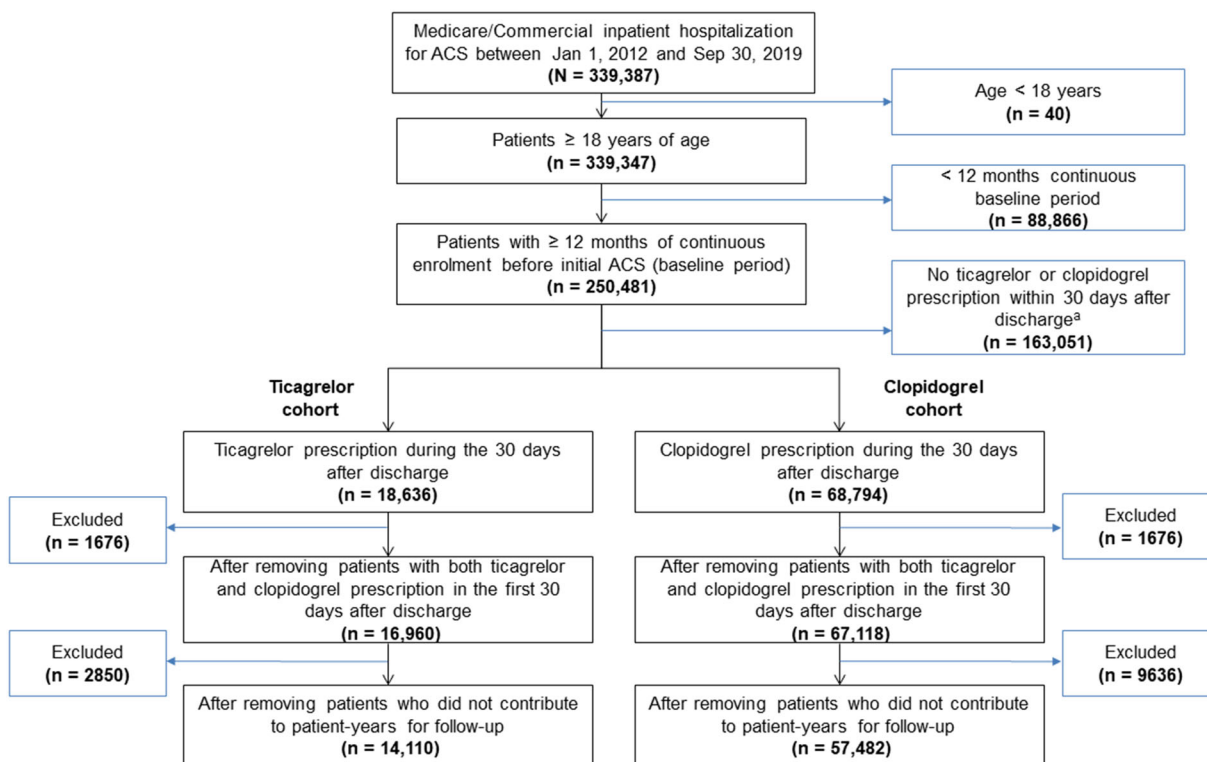 Medicare/Commercial inpatient hospitalization
for ACS between Jan 1, 2012 and Sep 30, 2019
(N = 339,387)
Age < 18 years
(n = 40)
Patients ≥ 18 years of age
(n = 339,347)
< 12 months continuous
baseline period
(n = 88,866)
Patients with ≥ 12 months of continuous
enrolment before initial ACS (baseline period)
(n = 250,481)
No ticagrelor or clopidogrel
prescription within 30 days after
dischargeᵃ
(n = 163,051)
Ticagrelor
cohort
Clopidogrel
cohort
Ticagrelor prescription during the 30 days
after discharge
(n = 18,636)
Clopidogrel prescription during the 30 days
after discharge
(n = 68,794)
Excluded
(n = 1676)
Excluded
(n = 1676)
After removing patients with both ticagrelor
and clopidogrel prescription in the first 30
days after discharge
(n = 16,960)
After removing patients with both ticagrelor
and clopidogrel prescription in the first 30
days after discharge
(n = 67,118)
Excluded
(n = 2850)
Excluded
(n = 9636)
After removing patients who did not contribute
to patient-years for follow-up
(n = 14,110)
After removing patients who did not contribute
to patient-years for follow-up
(n = 57,482)